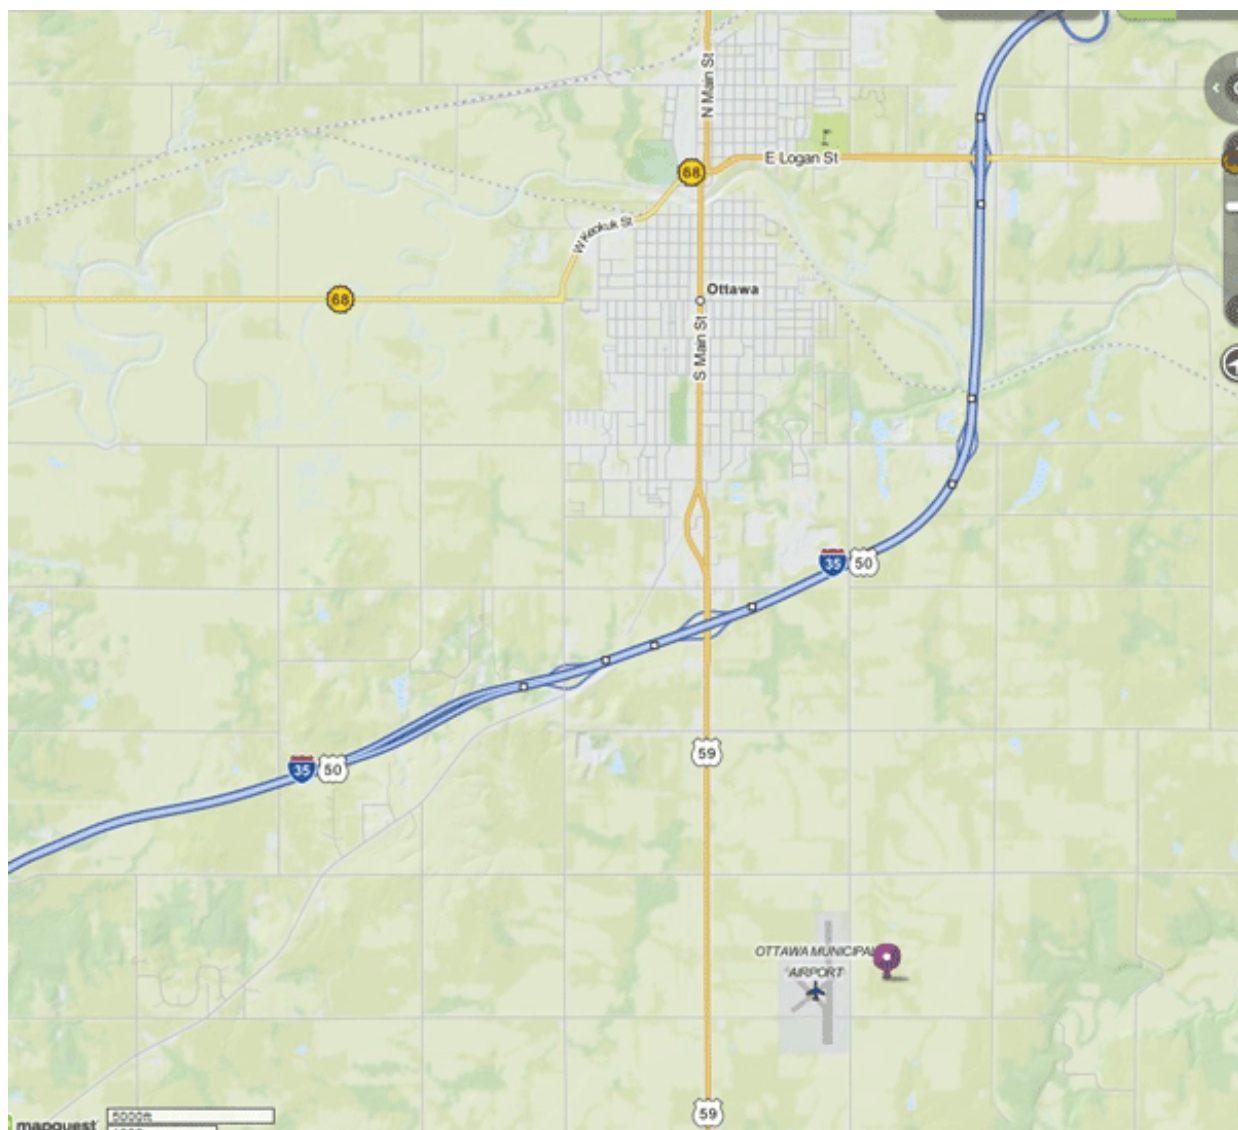 N Main St
E Logan St
68
W Keokuk St
68
Ottawa
S Main St
35
50
59
35
50
OTTAWA MUNICIPAL
AIRPORT
59
5000ft
mapquest